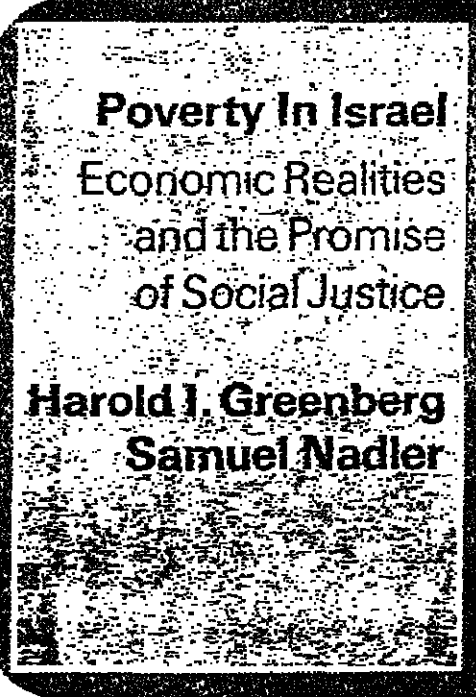 Poverty In Israel
Economic Realities
and the Promise
of Social Justice
Harold I. Greenberg
Samuel Nadler